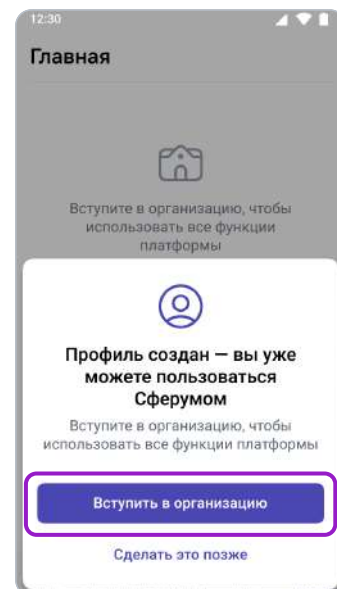 12:30
Главная
Вступите в организацию, чтобы
использовать все функции
платформы
Профиль создан — вы уже
можете пользоваться
Сферумом
Вступите в организацию, чтобы
использовать все функции платформы
Вступить в организацию
Сделать это позже